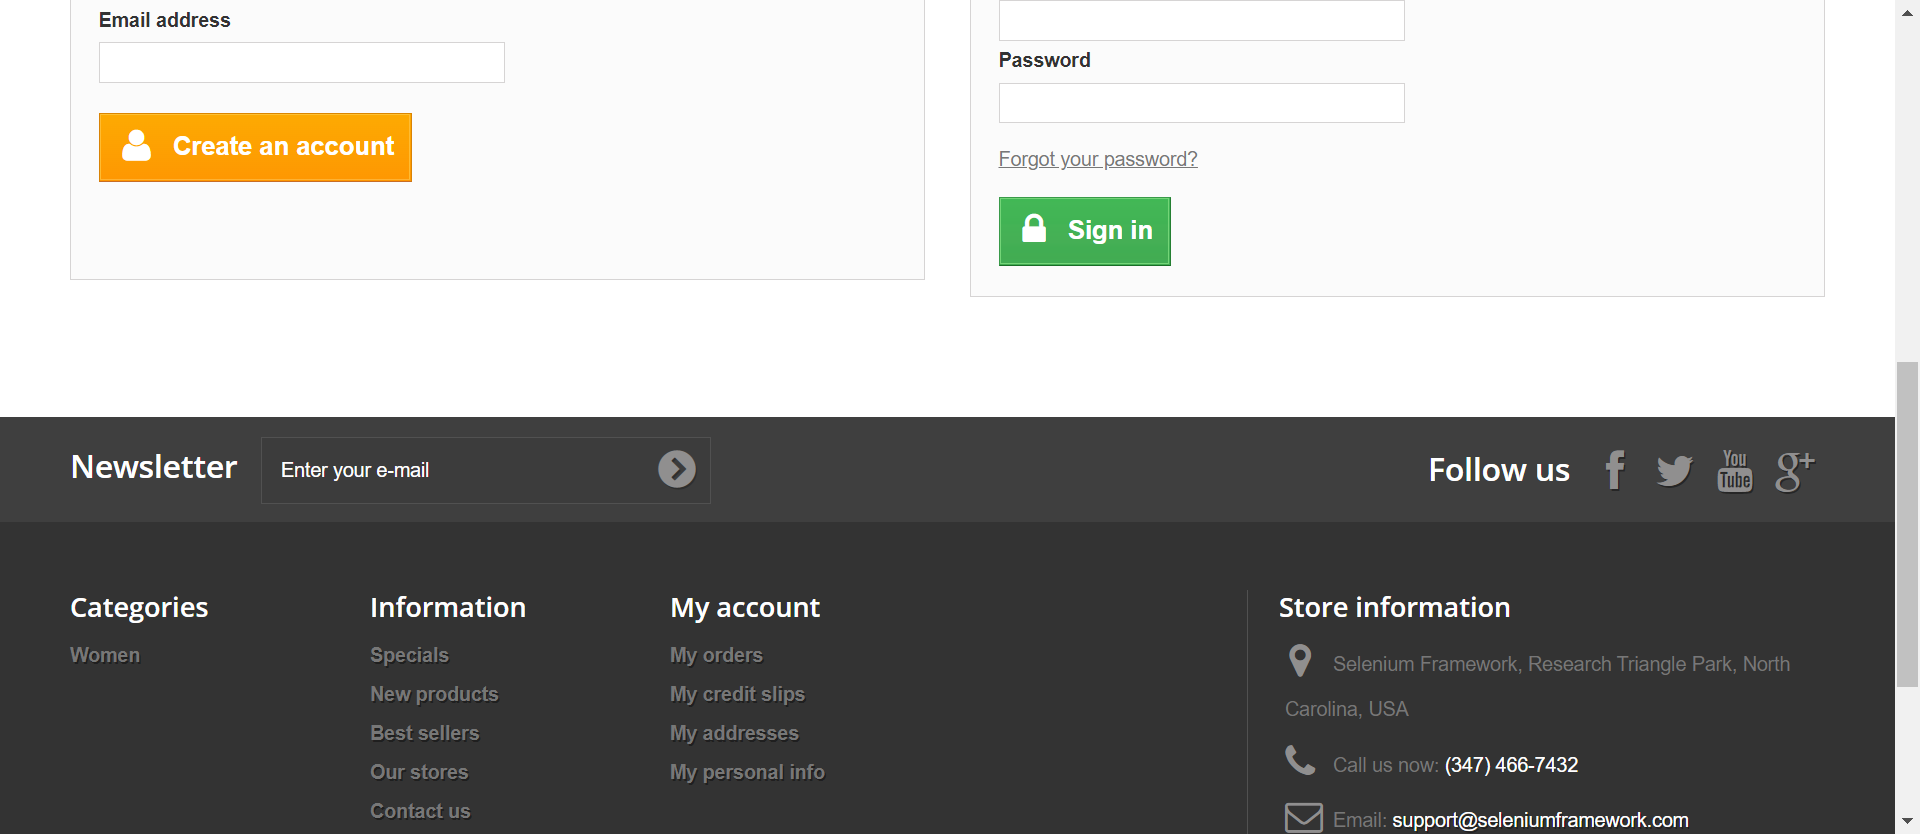 Email address
Create an account
Password
Forgot your password?
Sign in
Newsletter
Enter your e-mail
Follow us
You
Tube
g+
Categories
Women
Information
Specials
New products
Best sellers
Our stores
Contact us
My account
My orders
My credit slips
My addresses
My personal info
Store information
Selenium Framework, Research Triangle Park, North
Carolina, USA
Call us now: (347) 466-7432
Email: support@seleniumframework.com